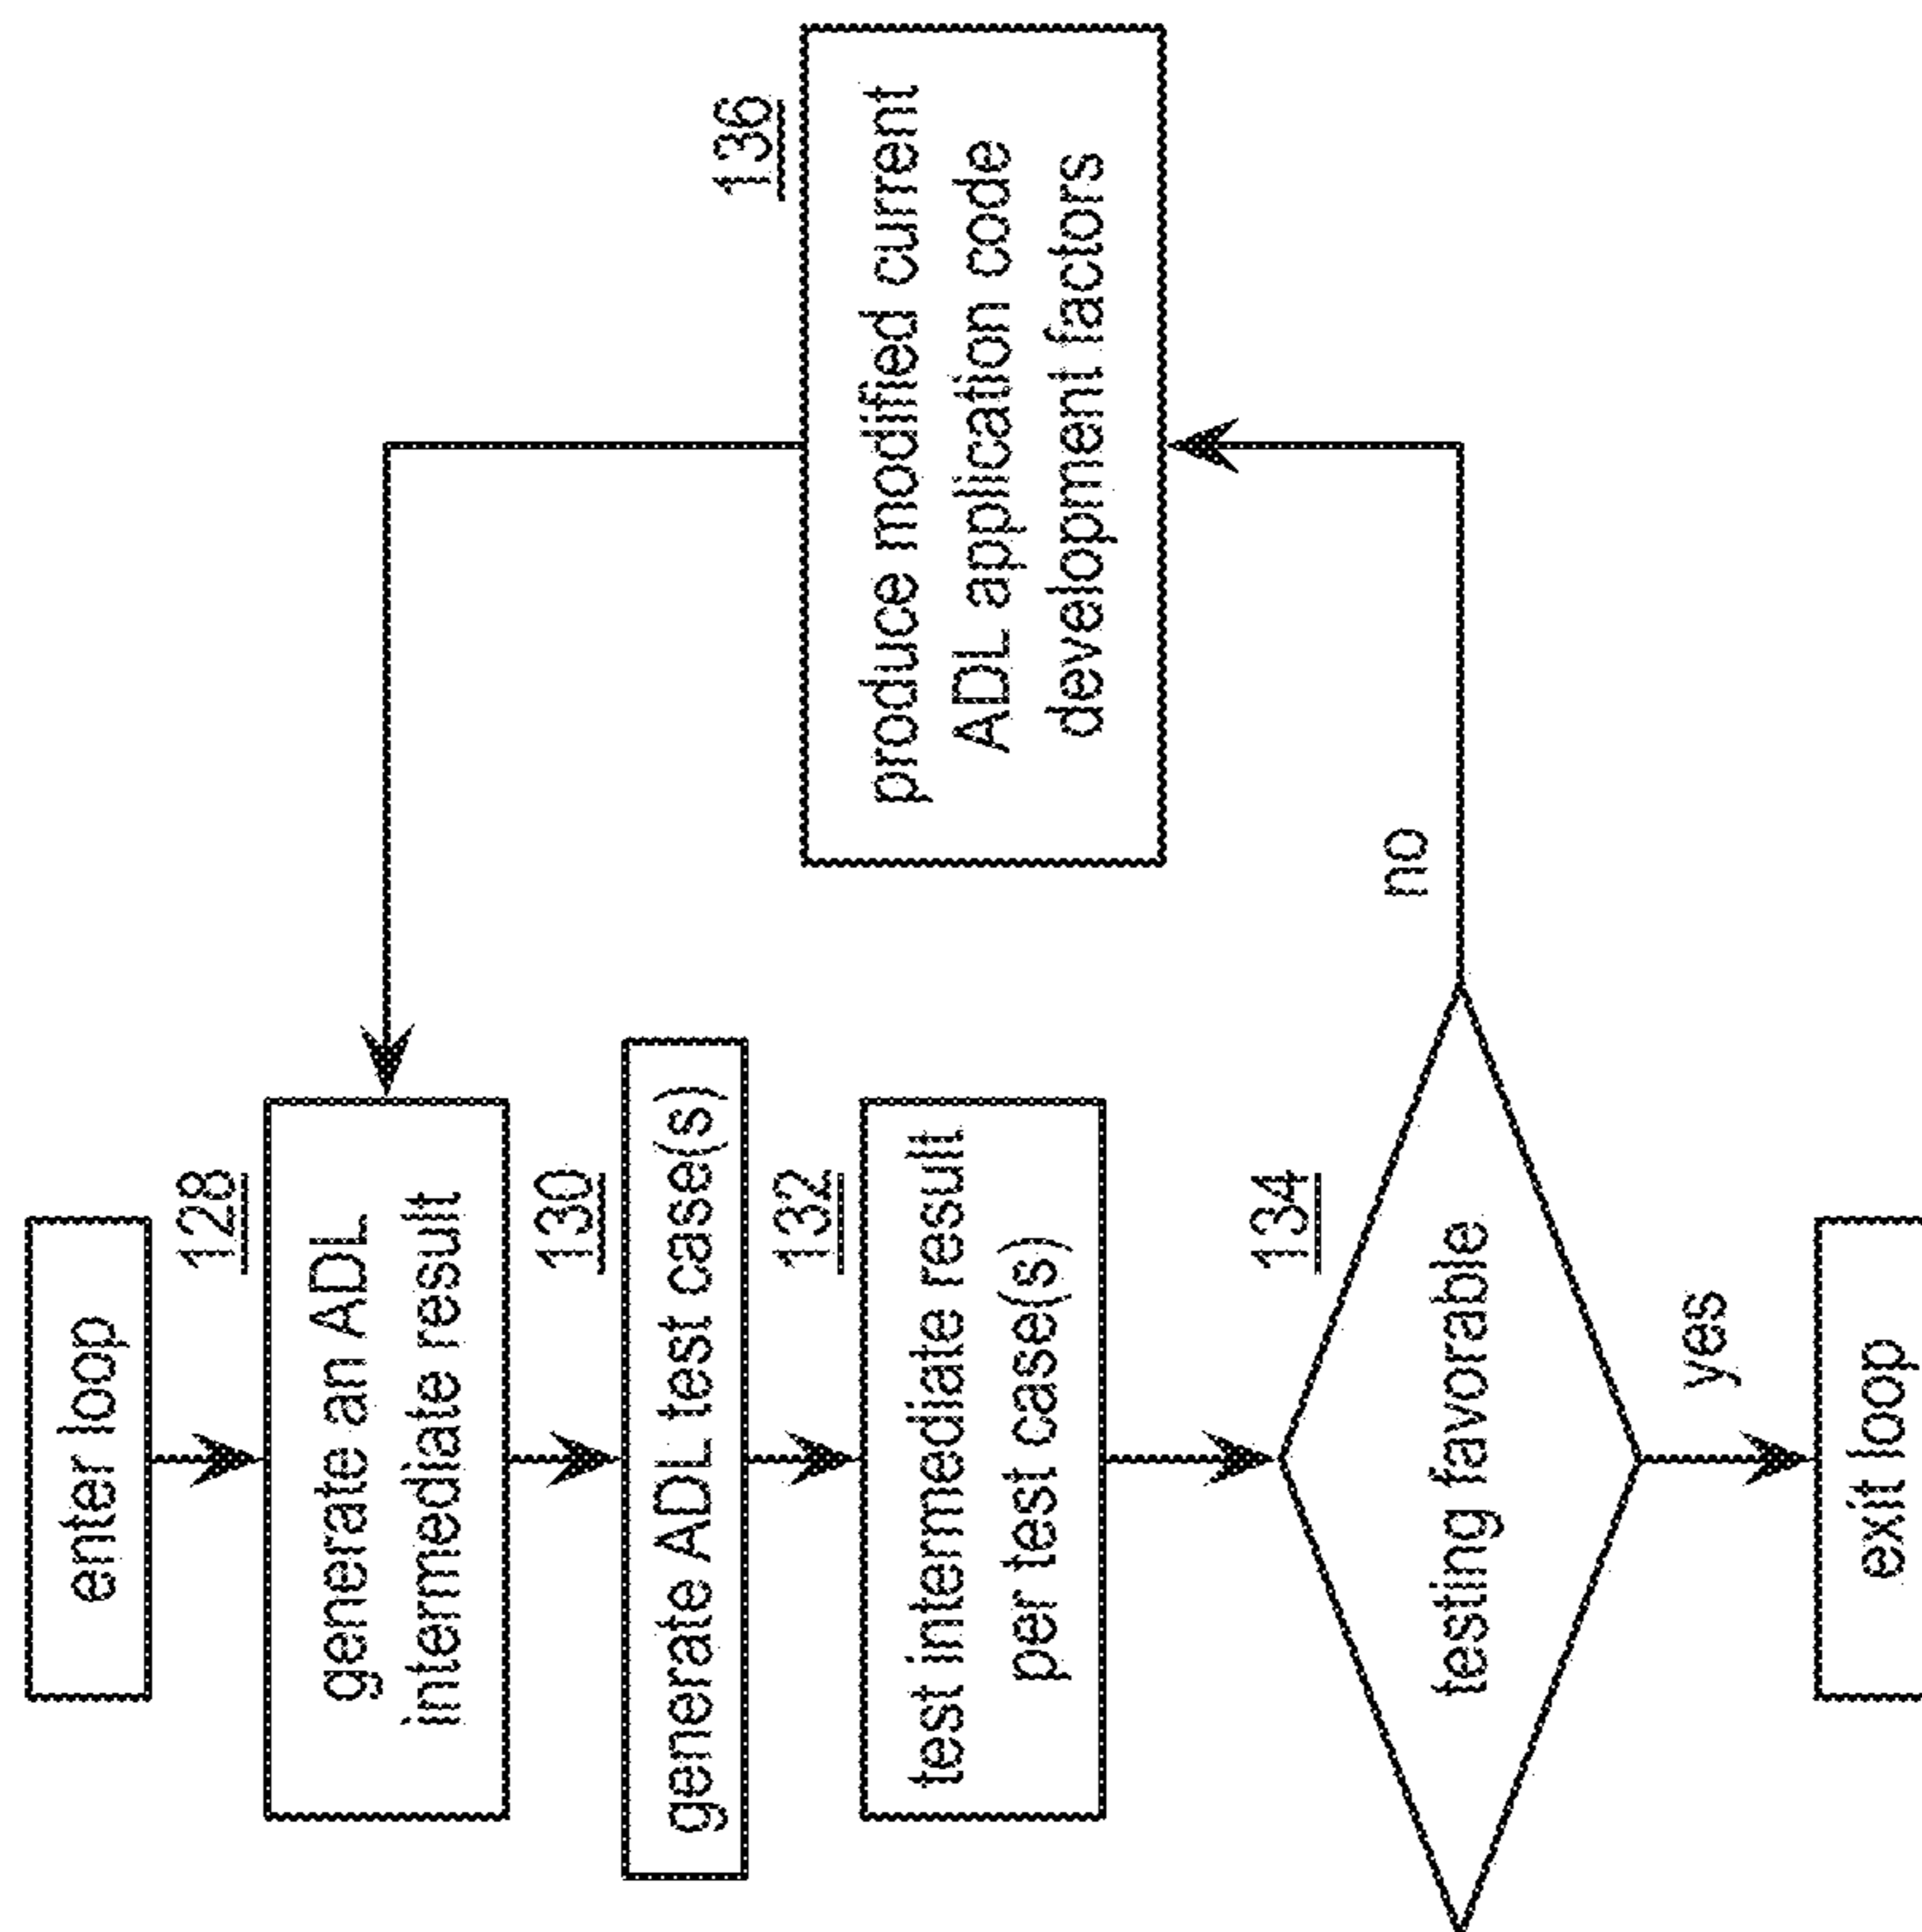 enter loop
128
generate an ADL
intermediate result
130
generate ADL test case(s)
132
test intermediate result
per test case(s)
134
testing favorable
no
yes
exit loop
136
produce modified current
ADL application code
development factors